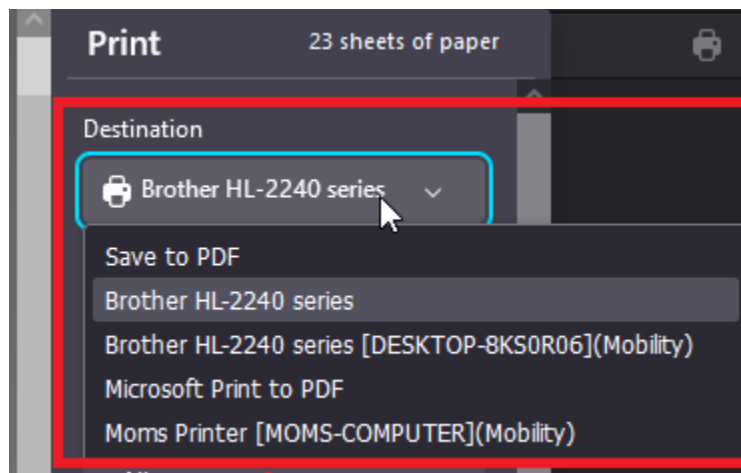 Print 23 sheets of paper
Destination
Brother HL-2240 series
Save to PDF
Brother HL-2240 series
Brother HL-2240 series [DESKTOP-8KS0R06](Mobility)
Microsoft Print to PDF
Moms Printer [MOMS-COMPUTER](Mobility)